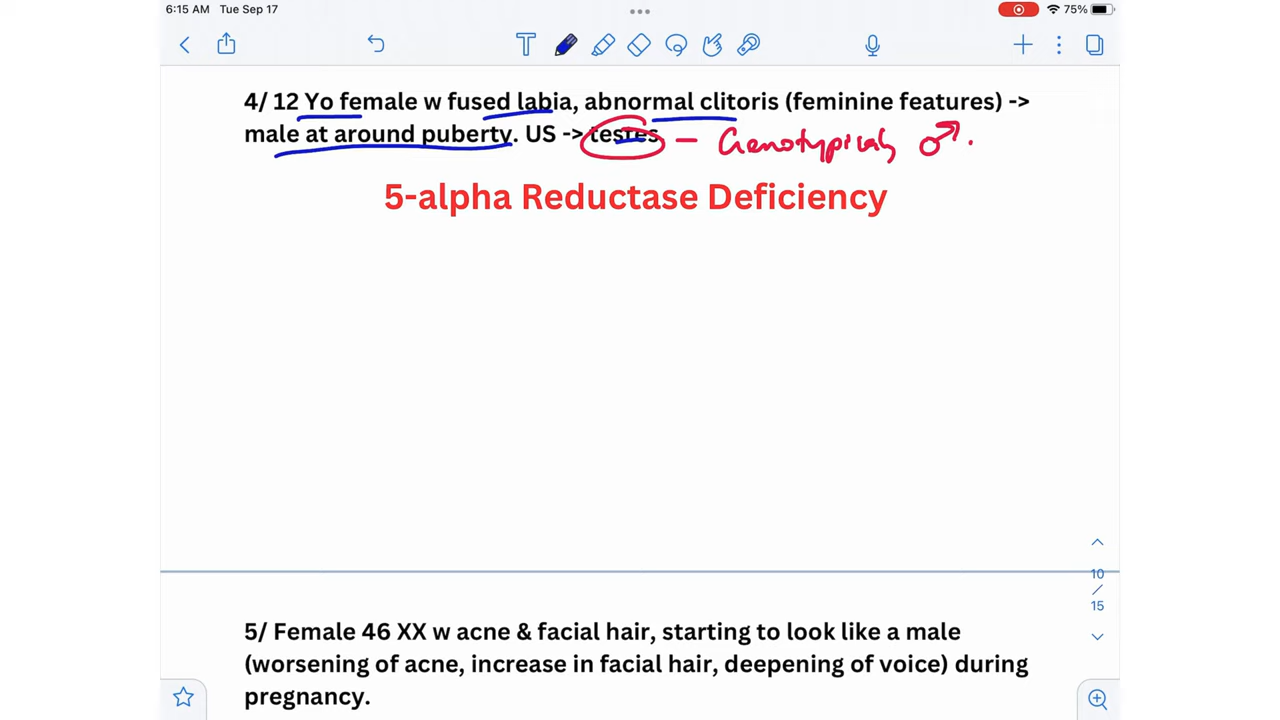 6:15 AM Tue Sep 17
75%
4/ 12 Yo female w fused labia, abnormal clitoris (feminine features) ->
male at around puberty. US -> testes — Genotypically ♂.
5-alpha Reductase Deficiency
10
/
15
5/ Female 46 XX w acne & facial hair, starting to look like a male
(worsening of acne, increase in facial hair, deepening of voice) during
pregnancy.